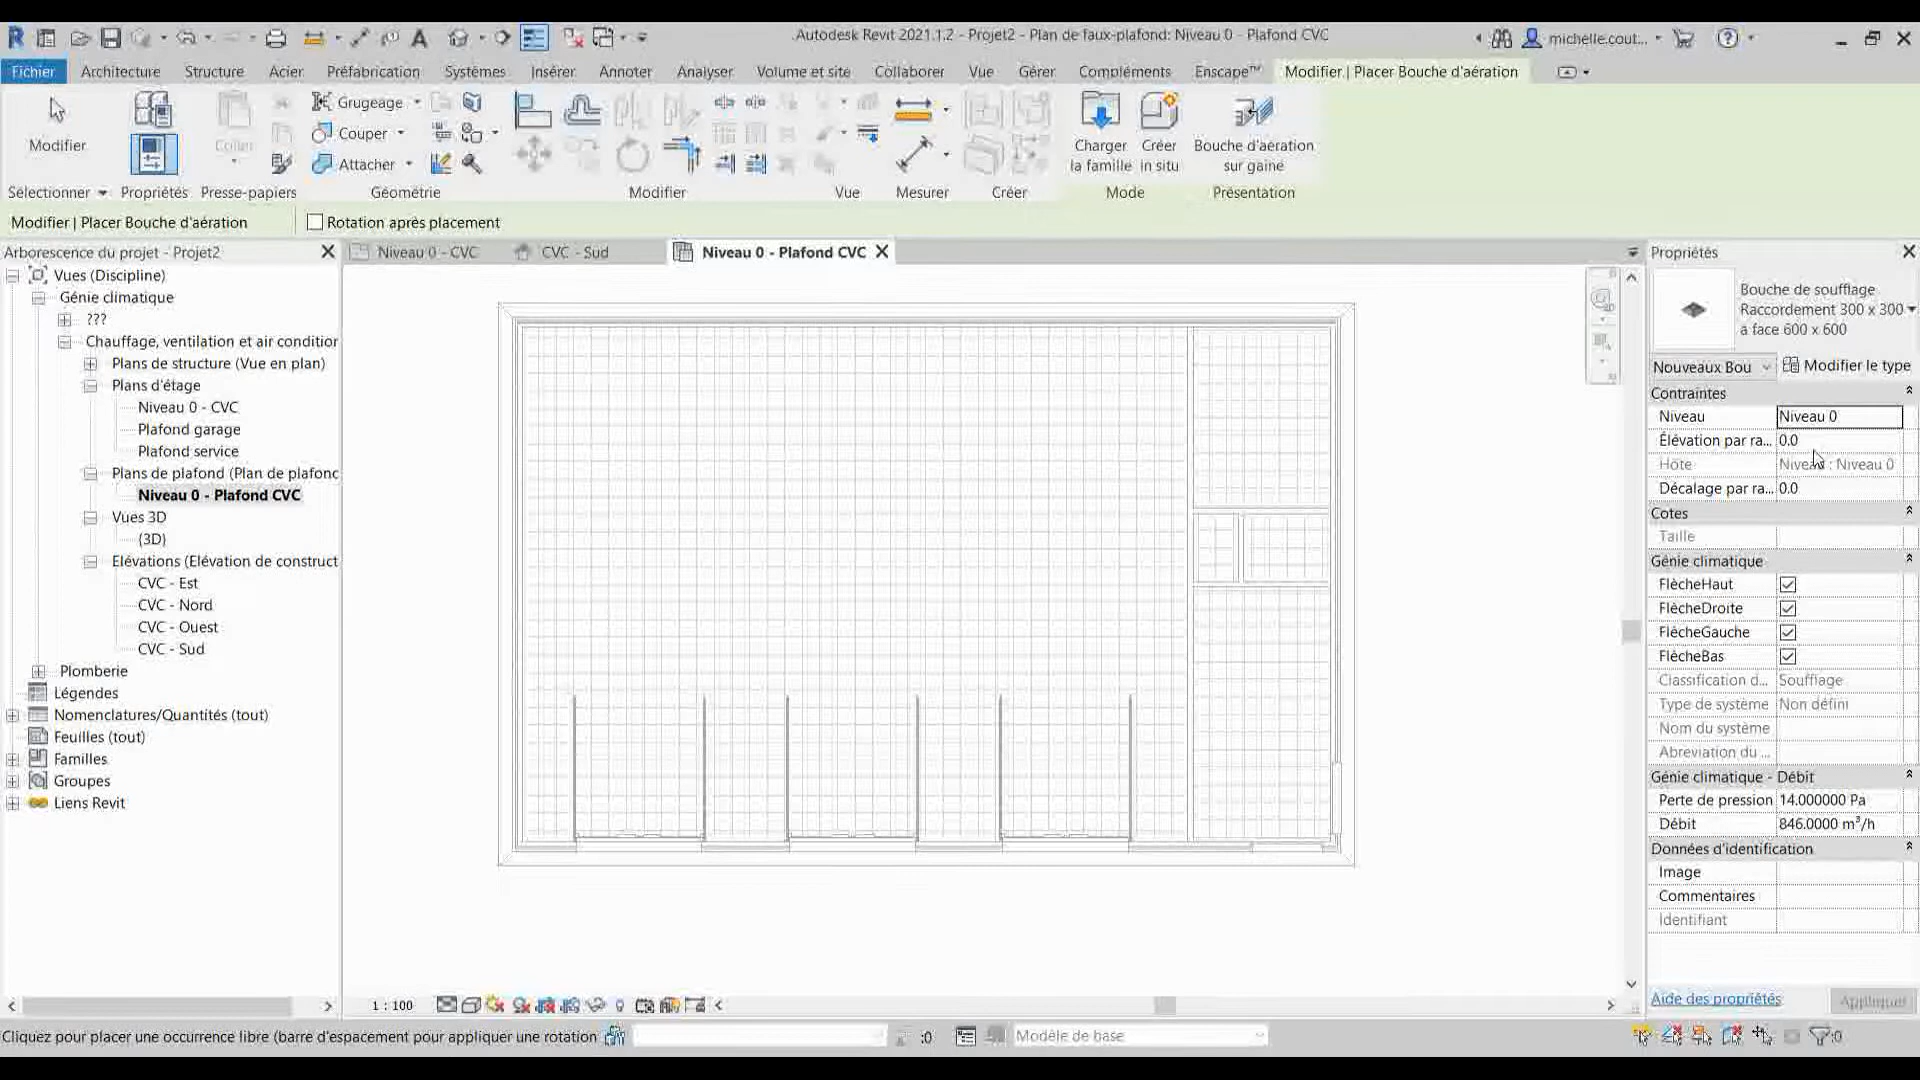 Autodesk Revit 2021.1.2 - Projet2 - Plan de faux-plafond: Niveau 0 - Plafond CVC
michelle.cout...
Fichier
Architecture
Structure
Acier
Préfabrication
Systèmes
Insérer
Annoter
Analyser
Volume et site
Collaborer
Vue
Gérer
Compléments
Enscape™
Modifier | Placer Bouche d'aération
Modifier
Coller
Grugeage
Couper
Attacher
Charger
la famille
Créer
in situ
Bouche d'aération
sur gaine
Sélectionner
Propriétés
Presse-papiers
Géométrie
Modifier
Vue
Mesurer
Créer
Mode
Présentation
Modifier | Placer Bouche d'aération
Rotation après placement
Arborescence du projet - Projet2
Vues (Discipline)
Génie climatique
???
Chauffage, ventilation et air condition
Plans de structure (Vue en plan)
Plans d'étage
Niveau 0 - CVC
Plafond garage
Plafond service
Plans de plafond (Plan de plafond
Niveau 0 - Plafond CVC
Vues 3D
(3D)
Elévations (Elévation de construct
CVC - Est
CVC - Nord
CVC - Ouest
CVC - Sud
Plomberie
Légendes
Nomenclatures/Quantités (tout)
Feuilles (tout)
Familles
Groupes
Liens Revit
Niveau 0 - CVC
CVC - Sud
Niveau 0 - Plafond CVC
Propriétés
Bouche de soufflage
Raccordement 300 x 300
à face 600 x 600
Nouveaux Bou
Modifier le type
Contraintes
Niveau Niveau 0
Élévation par ra... 0.0
Hôte Niveau : Niveau 0
Décalage par ra... 0.0
Cotes
Taille
Génie climatique
FlècheHaut
FlècheDroite
FlècheGauche
FlècheBas
Classification d... Soufflage
Type de système Non défini
Nom du système
Abréviation du ...
Génie climatique - Débit
Perte de pression 14.000000 Pa
Débit 846.0000 m³/h
Données d'identification
Image
Commentaires
Identifiant
Aide des propriétés
Appliquer
1 : 100
Cliquez pour placer une occurrence libre (barre d'espacement pour appliquer une rotation
:0
Modèle de base
:0